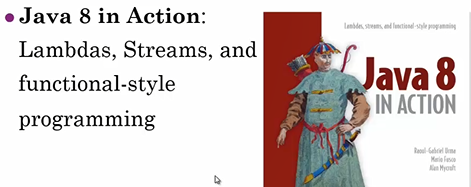 Java 8 in Action:
Lambdas, Streams, and
functional-style
programming
Lambdas, streams, and functional-style programming
Java 8
IN ACTION
Raoul-Gabriel Urma
Mario Fusco
Alan Mycroft